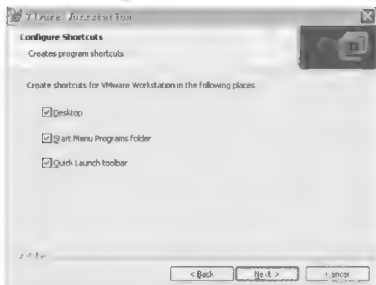 Configure Shortcuts
Creates program shortcuts
Create shortcuts for VMware Workstation in the following places
Desktop
Start Menu Programs folder
Quick Launch toolbar
< Back
Next >
Cancel